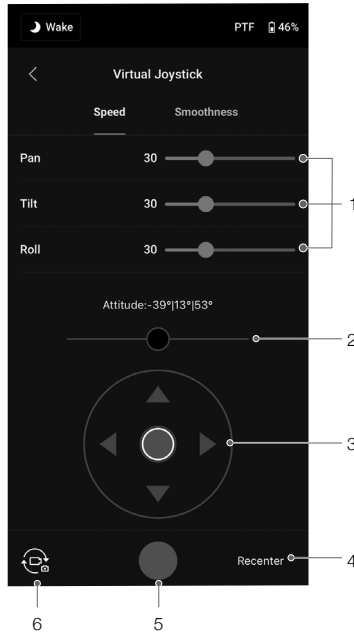 Wake PTF 46%
Virtual Joystick
Speed Smoothness
Pan 30
Tilt 30 1
Roll 30
Attitude:-39°|13°|53°
2
3
Recenter 4
6 5